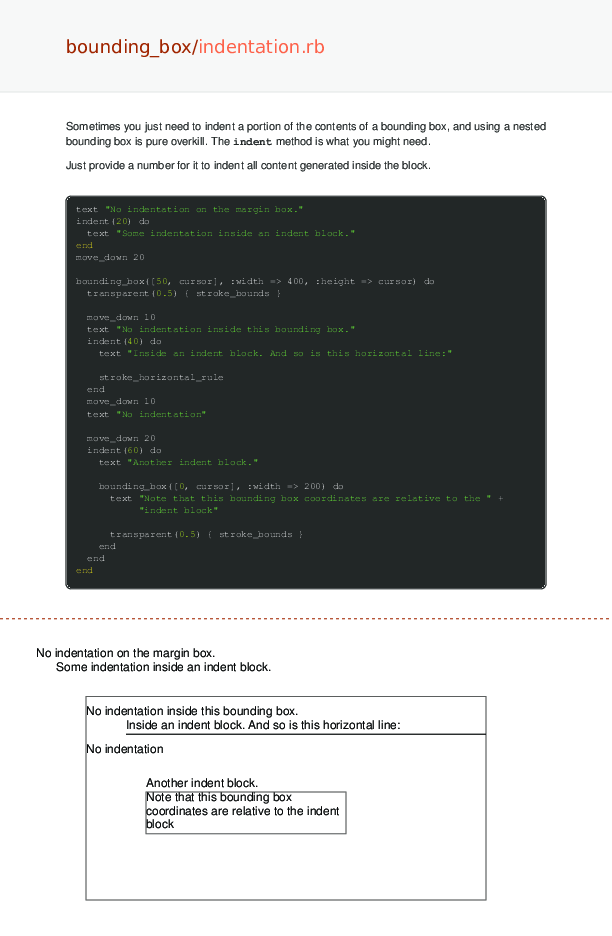 bounding_box/indentation.rb
Sometimes you just need to indent a portion of the contents of a bounding box, and using a nested
bounding box is pure overkill. The indent method is what you might need.
Just provide a number for it to indent all content generated inside the block.
text "No indentation on the margin box."
indent(20) do
  text "Some indentation inside an indent block."
end
move_down 20
bounding_box([50, cursor], :width => 400, :height => cursor) do
  transparent(0.5) { stroke_bounds }
  move_down 10
  text "No indentation inside this bounding box."
  indent(40) do
    text "Inside an indent block. And so is this horizontal line:"
    stroke_horizontal_rule
  end
  move_down 10
  text "No indentation"
  move_down 20
  indent(60) do
    text "Another indent block."
    bounding_box([0, cursor], :width => 200) do
      text "Note that this bounding box coordinates are relative to the " +
           "indent block"
      transparent(0.5) { stroke_bounds }
    end
  end
end
No indentation on the margin box.
Some indentation inside an indent block.
No indentation inside this bounding box.
Inside an indent block. And so is this horizontal line:
No indentation
Another indent block.
Note that this bounding box
coordinates are relative to the indent
block